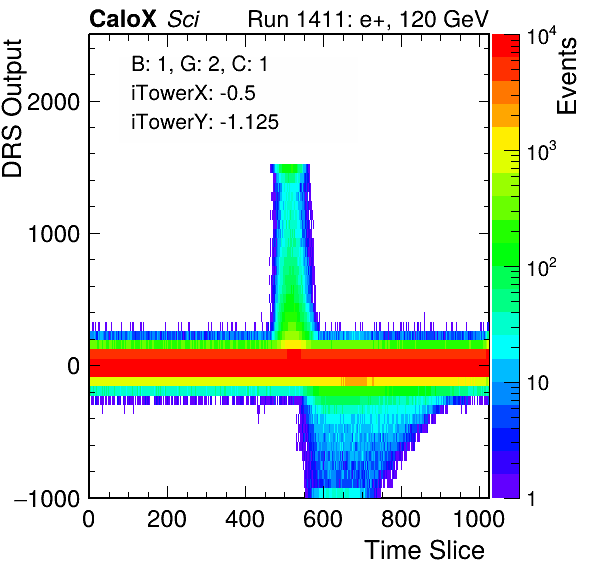 CaloX Sci Run 1411: e+, 120 GeV
B: 1, G: 2, C: 1
iTowerX: -0.5
iTowerY: -1.125
DRS Output
2000
1000
0
−1000
0 200 400 600 800 1000
Time Slice
Events
10⁴
10³
10²
10
1